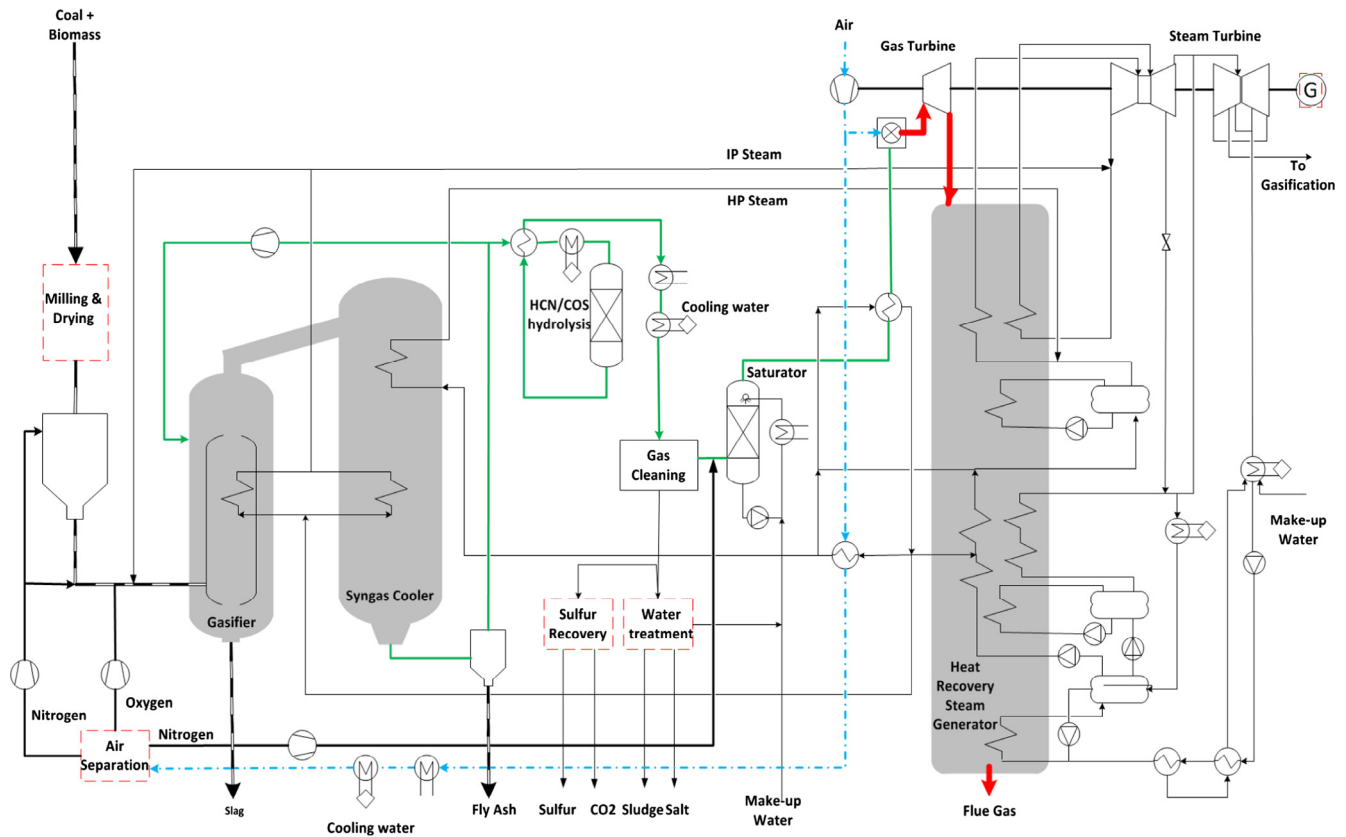 Coal +
Biomass
Air
Gas Turbine
Steam Turbine
G
IP Steam
To
Gasification
HP Steam
Milling &
Drying
HCN/COS
hydrolysis
M
Cooling water
Saturator
Gas
Cleaning
Make-up
Water
Syngas Cooler
Gasifier
Sulfur
Recovery
Water
treatment
Heat
Recovery
Steam
Generator
Oxygen
Nitrogen
Nitrogen
Air
Separation
M
M
Slag
Cooling water
Fly Ash
Sulfur
CO2
Sludge
Salt
Make-up
Water
Flue Gas